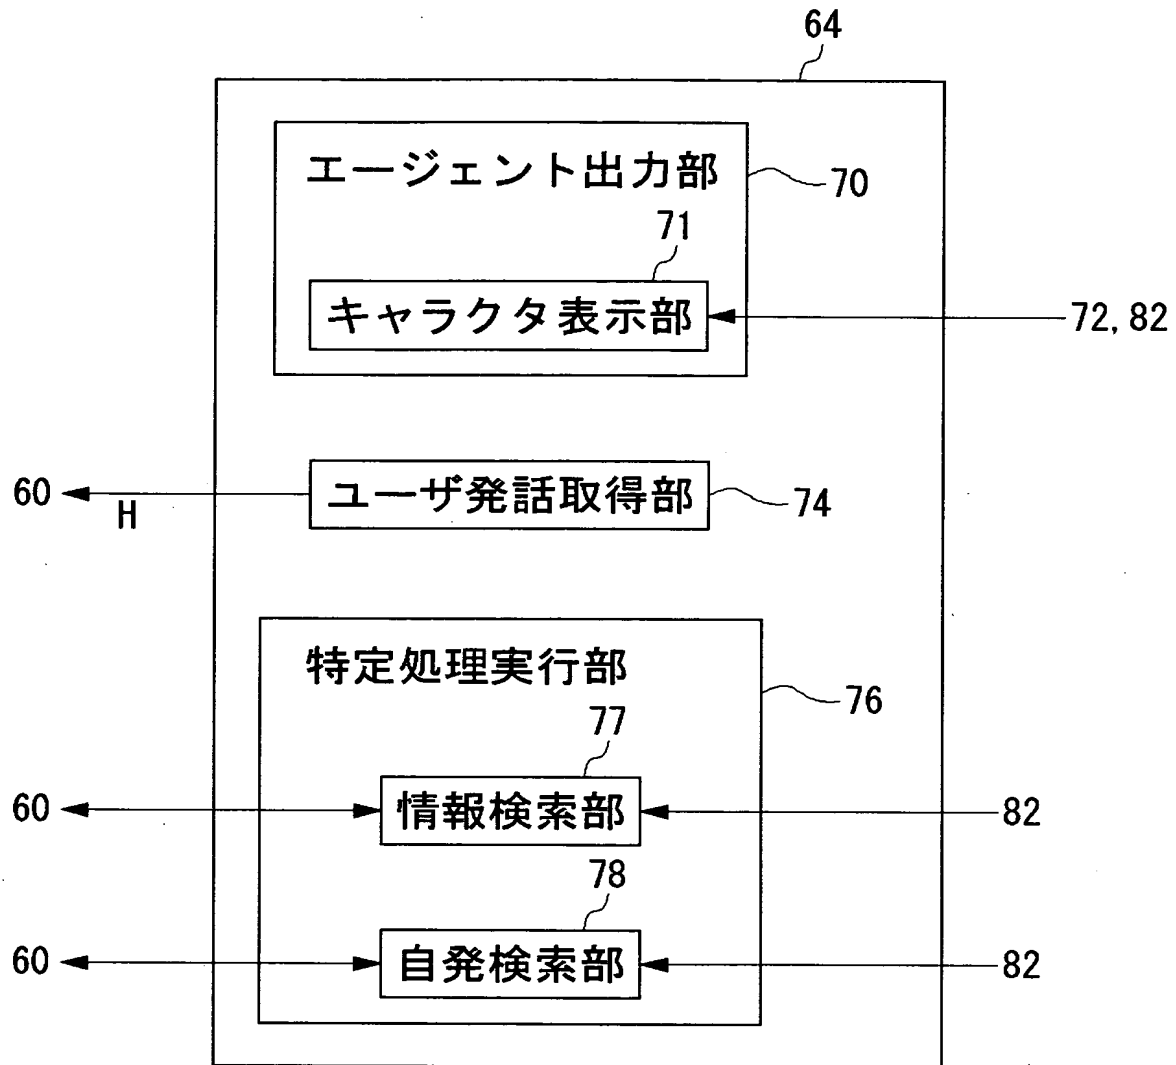 64
エージェント出力部
70
71
キャラクタ表示部
72, 82
60
H
ユーザ発話取得部
74
特定処理実行部
76
77
60
情報検索部
82
78
60
自発検索部
82